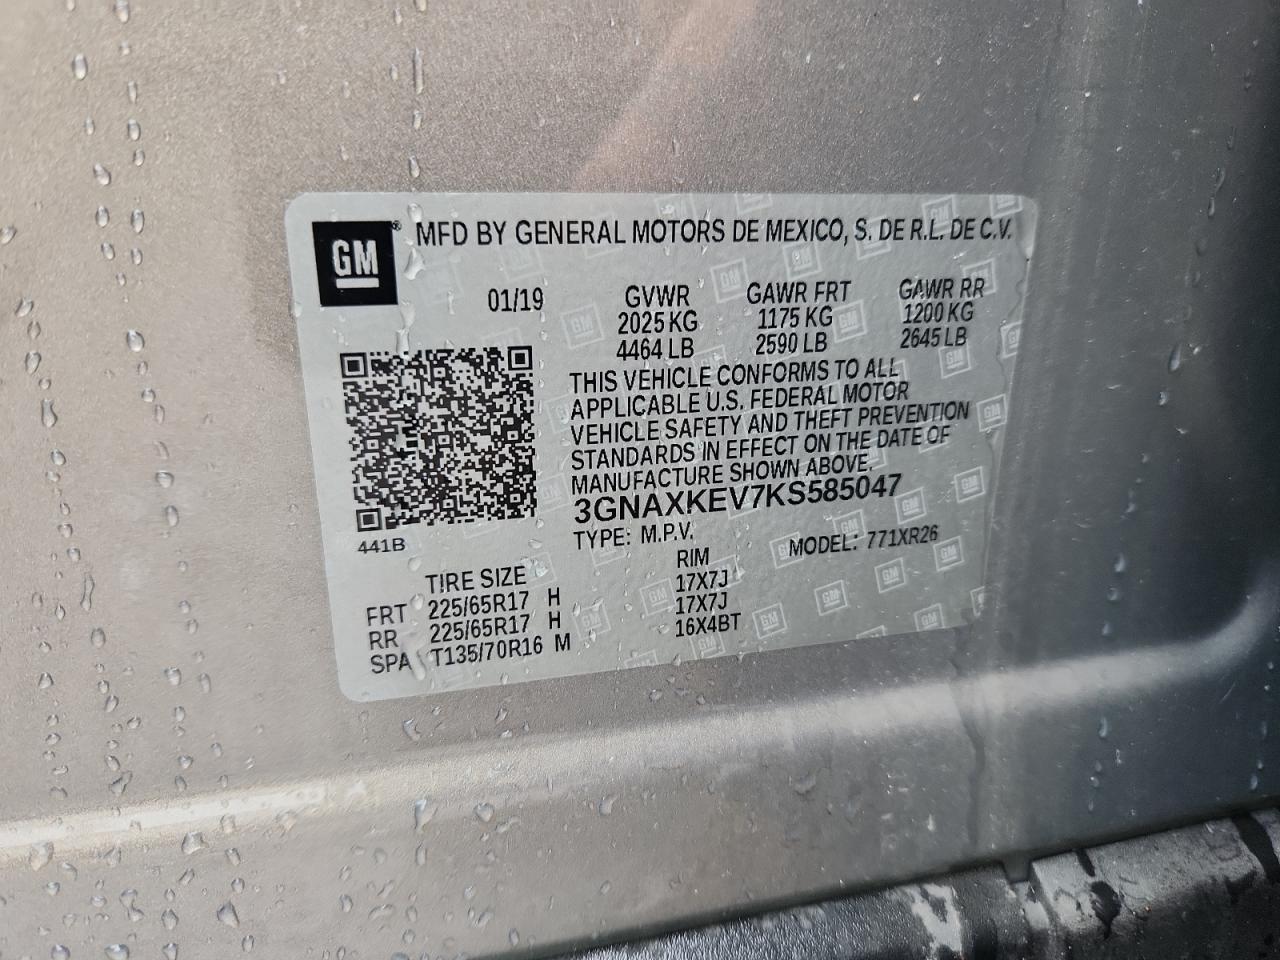 GM® MFD BY GENERAL MOTORS DE MEXICO, S. DE R.L. DE C.V.
01/19 GVWR GAWR FRT GAWR RR
2025 KG 1175 KG 1200 KG
4464 LB 2590 LB 2645 LB
THIS VEHICLE CONFORMS TO ALL
APPLICABLE U.S. FEDERAL MOTOR
VEHICLE SAFETY AND THEFT PREVENTION
STANDARDS IN EFFECT ON THE DATE OF
MANUFACTURE SHOWN ABOVE.
3GNAXKEV7KS585047
441B TYPE: M.P.V. MODEL: 771XR26
TIRE SIZE RIM
FRT 225/65R17 H 17X7J
RR 225/65R17 H 17X7J
SPA T135/70R16 M 16X4BT